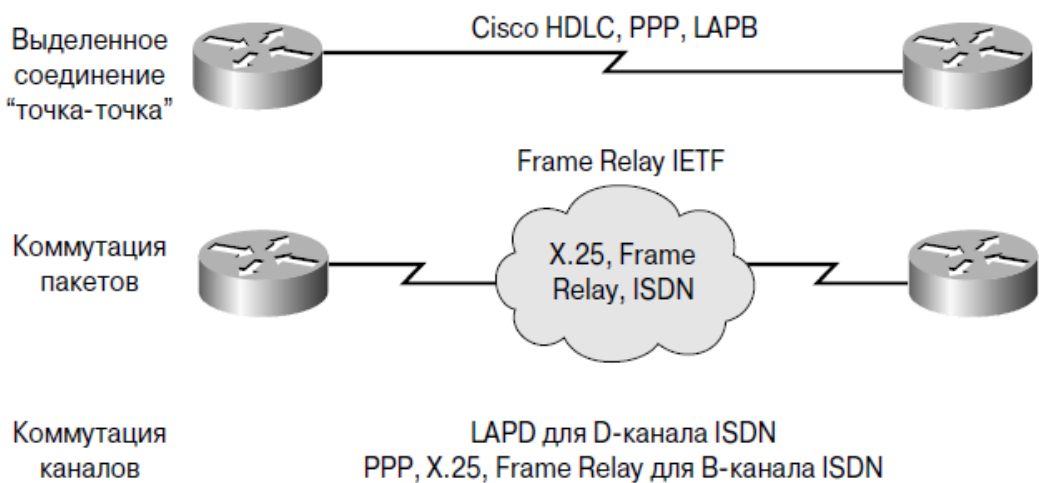 Выделенное
соединение
“точка-точка”
Cisco HDLC, PPP, LAPB
Frame Relay IETF
Коммутация
пакетов
X.25, Frame
Relay, ISDN
Коммутация
каналов
LAPD для D-канала ISDN
PPP, X.25, Frame Relay для B-канала ISDN